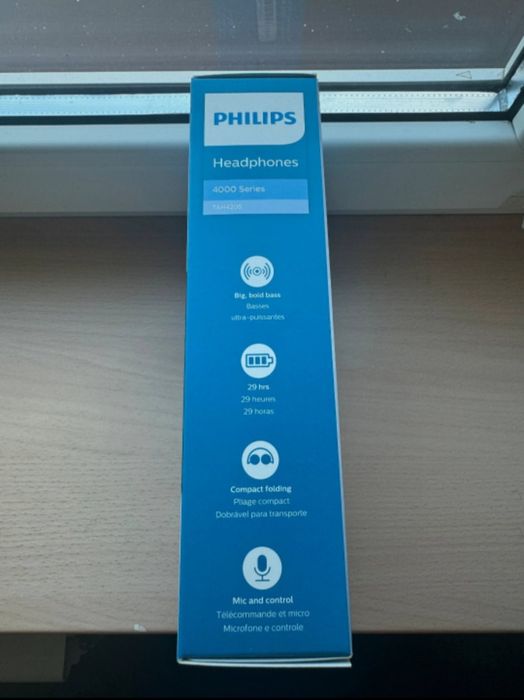 PHILIPS
Headphones
4000 Series
TAH4205
Big, bold bass
Basses
ultra-puissantes
29 hrs
29 heures
29 horas
Compact folding
Pliage compact
Dobrável para transporte
Mic and control
Télécommande et micro
Microfone e controle